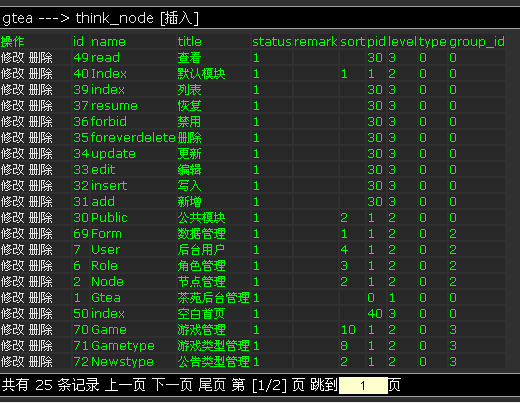 gtea ---> think_node [插入]
操作 id name title status remark sort pid level type group_id
修改 删除 49 read 查看 1 30 3 0 0
修改 删除 40 Index 默认模块 1 1 1 2 0 0
修改 删除 39 index 列表 1 30 3 0 0
修改 删除 37 resume 恢复 1 30 3 0 0
修改 删除 36 forbid 禁用 1 30 3 0 0
修改 删除 35 foreverdelete 删除 1 30 3 0 0
修改 删除 34 update 更新 1 30 3 0 0
修改 删除 33 edit 编辑 1 30 3 0 0
修改 删除 32 insert 写入 1 30 3 0 0
修改 删除 31 add 新增 1 30 3 0 0
修改 删除 30 Public 公共模块 1 2 1 2 0 0
修改 删除 69 Form 数据管理 1 1 1 2 0 2
修改 删除 7 User 后台用户 1 4 1 2 0 2
修改 删除 6 Role 角色管理 1 3 1 2 0 2
修改 删除 2 Node 节点管理 1 2 1 2 0 2
修改 删除 1 Gtea 茶苑后台管理 1 0 1 0 0
修改 删除 50 index 空白首页 1 40 3 0 0
修改 删除 70 Game 游戏管理 1 10 1 2 0 3
修改 删除 71 Gametype 游戏类型管理 1 8 1 2 0 3
修改 删除 72 Newstype 公告类型管理 1 2 1 2 0 3
共有 25 条记录 上一页 下一页 尾页 第 [1/2] 页 跳到 1 页